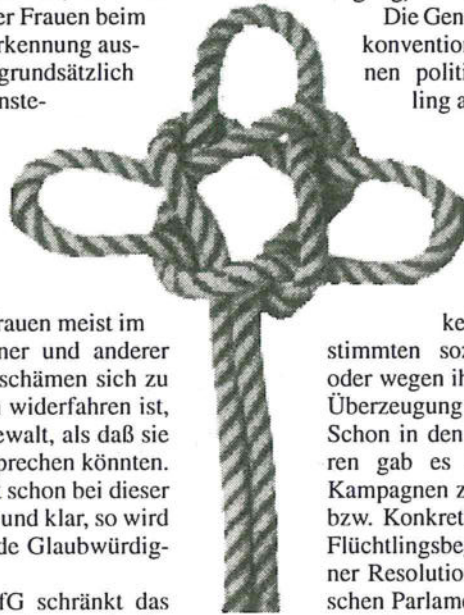 er Frauen beim
rkennung aus-
grundsätzlich
nste-
rauen meist im
ner und anderer
schämen sich zu
widerfahren ist,
ewalt, als daß sie
prechen könnten.
schon bei dieser
und klar, so wird
de Glaubwürdig-
fG schränkt das
Die Gen
konvention
nen politi
ling a
ke
stimmten soz
oder wegen ih
Überzeugung
Schon in den
ren gab es
Kampagnen z
bzw. Konkret
Flüchtlingsbe
ner Resolution
schen Parlame